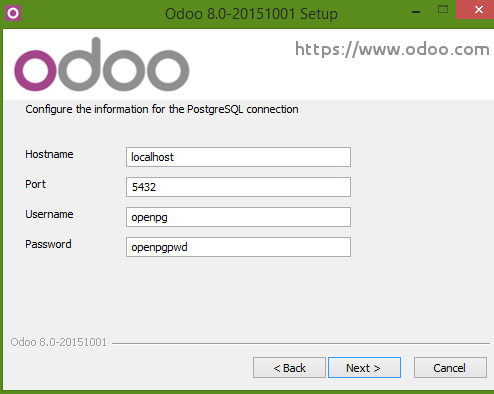 Odoo 8.0-20151001 Setup
odoo
https://www.odoo.com
Configure the information for the PostgreSQL connection
Hostname localhost
Port 5432
Username openpg
Password openpgpwd
Odoo 8.0-20151001
< Back Next > Cancel